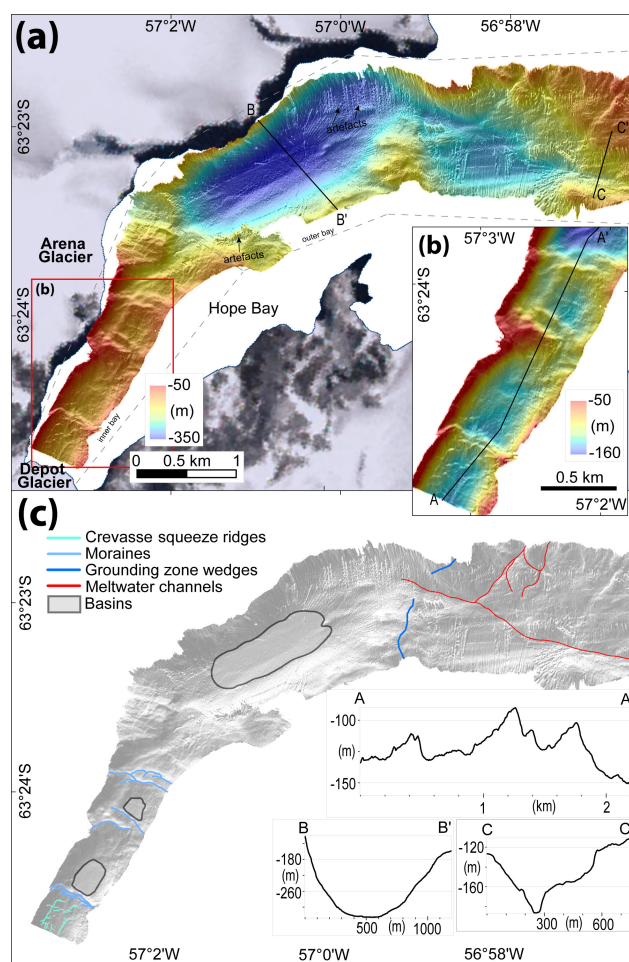 (a)
57°2'W
57°0'W
56°58'W
63°23'S
B
artefacts
C'
C
B'
outer bay
artefacts
Arena
Glacier
(b)
Hope Bay
63°24'S
-50
(m)
-350
inner bay
0 0.5 km 1
Depot
Glacier
(b)
57°3'W
A'
63°24'S
-50
(m)
-160
0.5 km
A
57°2'W
(c)
Crevasse squeeze ridges
Moraines
Grounding zone wedges
Meltwater channels
Basins
63°23'S
63°24'S
A
A
-100
(m)
-150
1
(km)
2
B
B'
-180
(m)
-260
500
(m)
1000
C
C
-120
(m)
-160
300
(m)
600
57°2'W
57°0'W
56°58'W